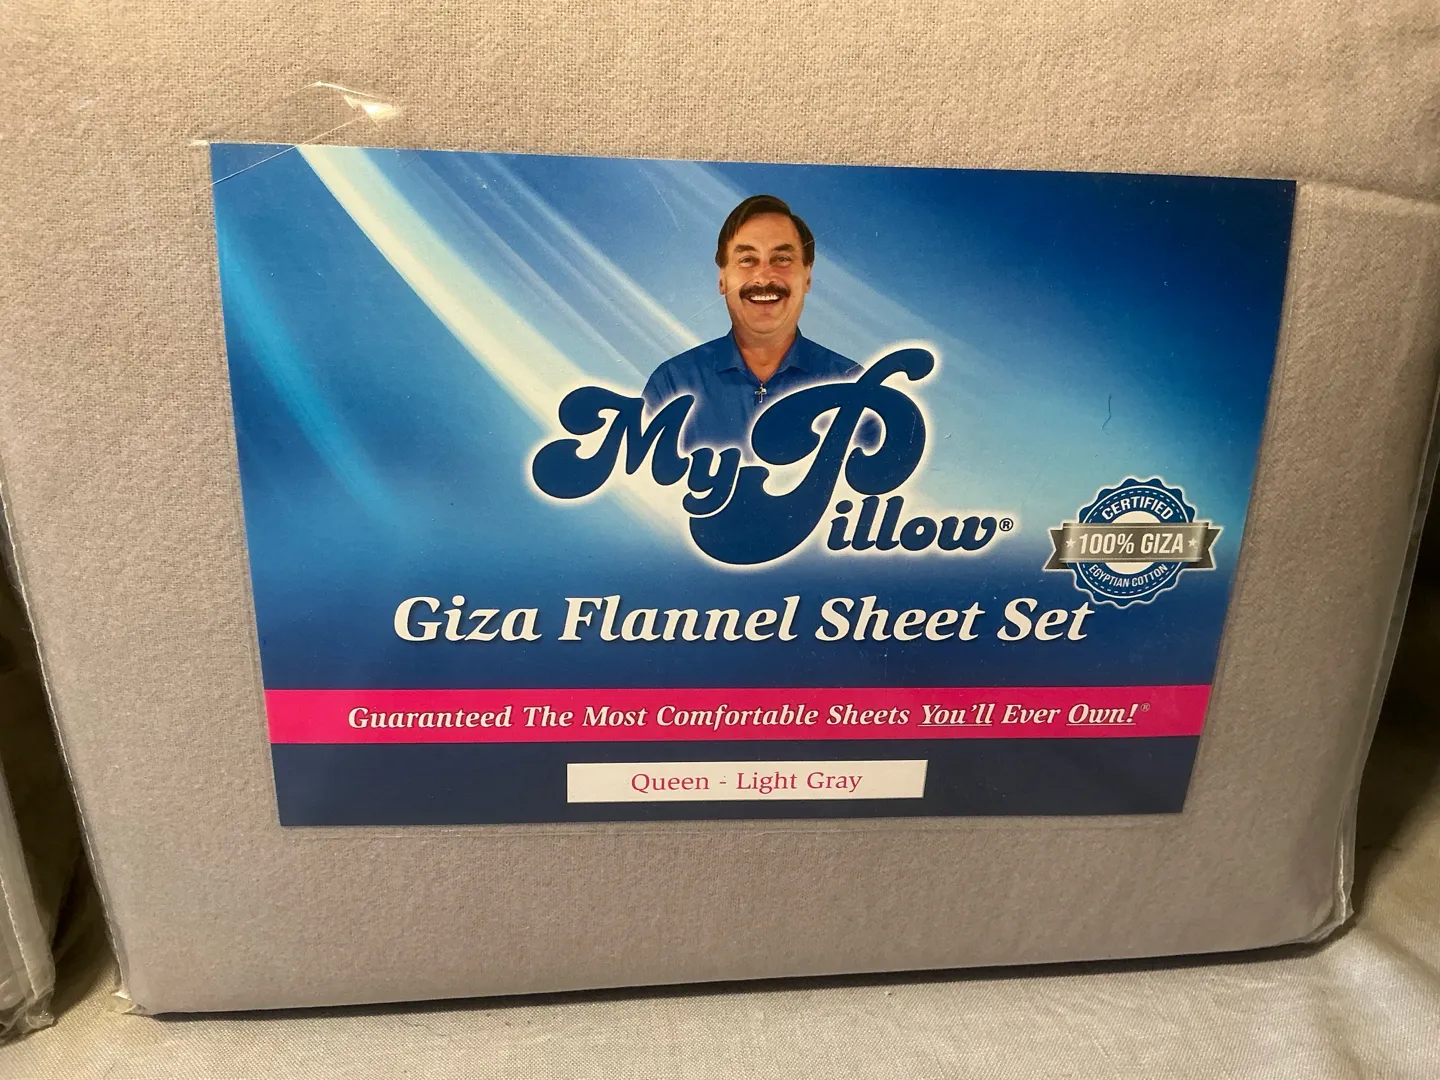 MyPillow®
CERTIFIED
100% GIZA
EGYPTIAN COTTON
Giza Flannel Sheet Set
Guaranteed The Most Comfortable Sheets You'll Ever Own!®
Queen - Light Gray